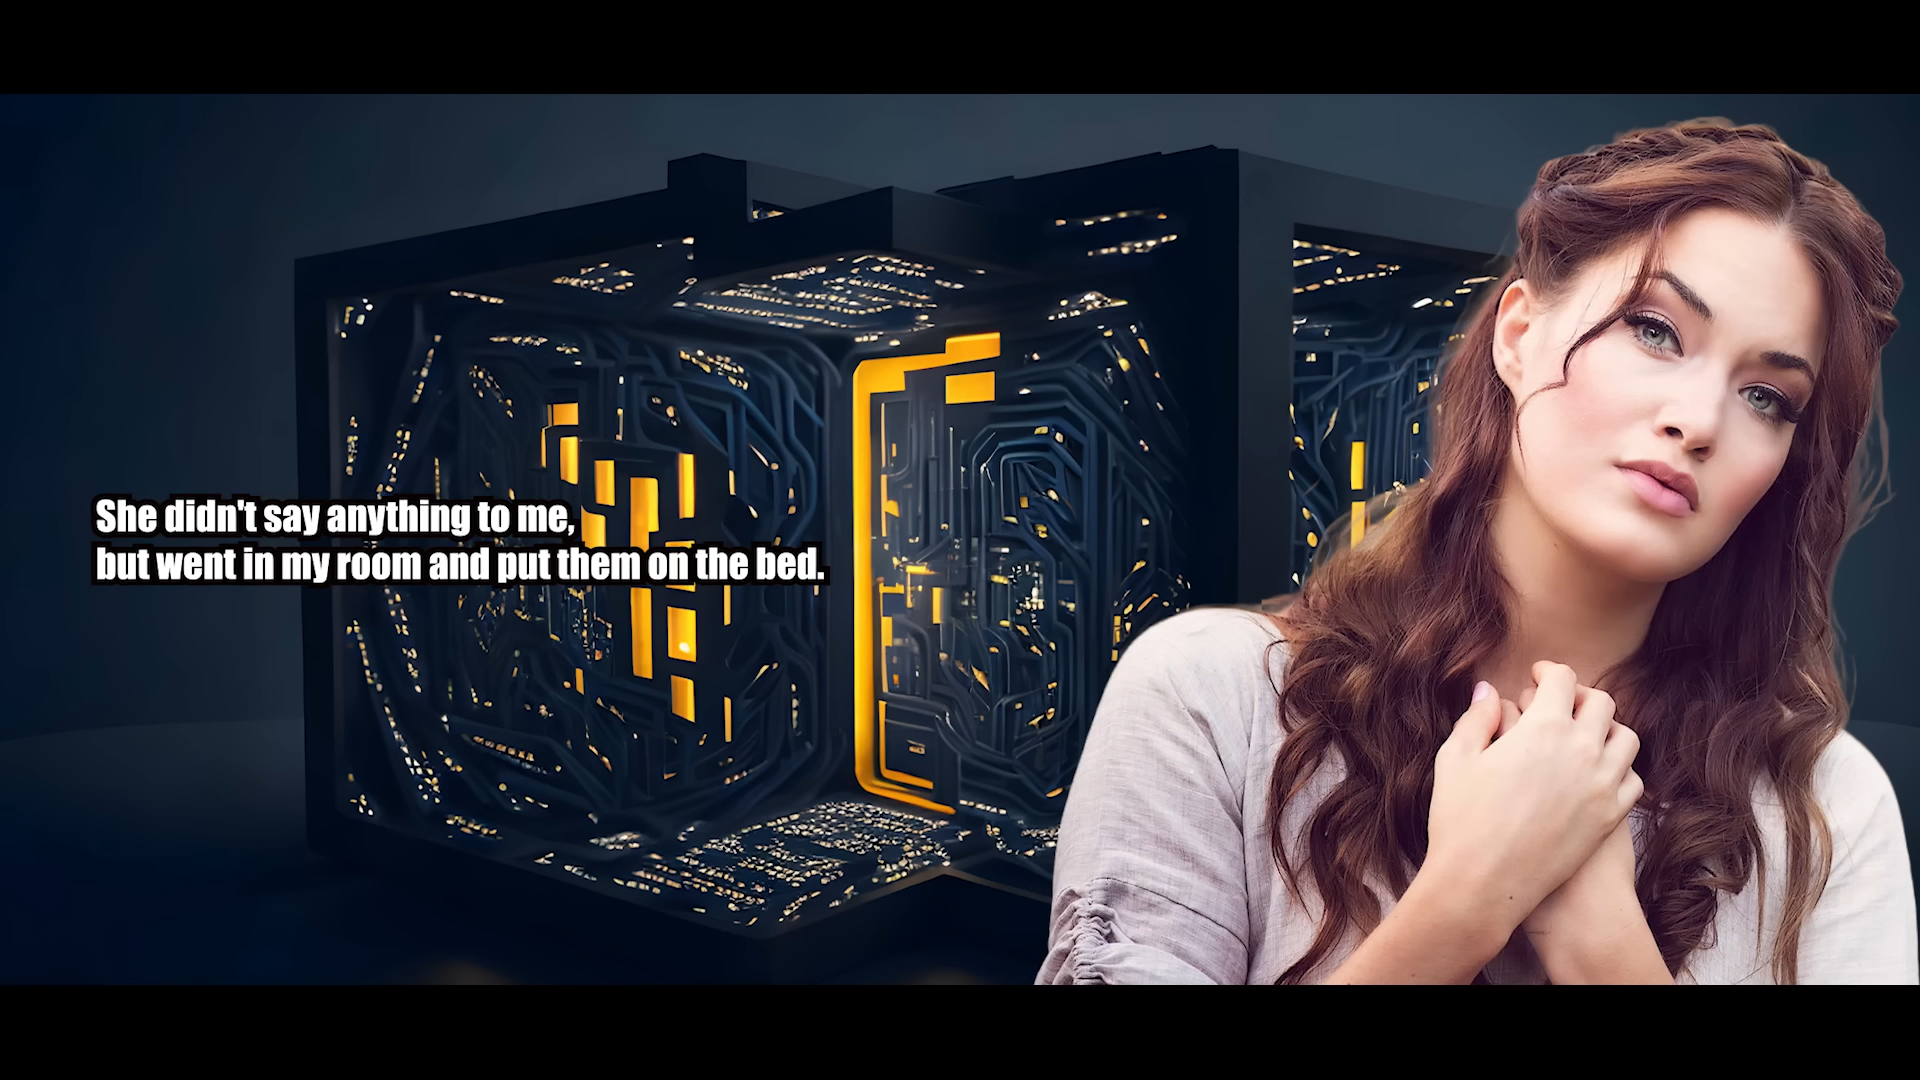 She didn't say anything to me,
but went in my room and put them on the bed.